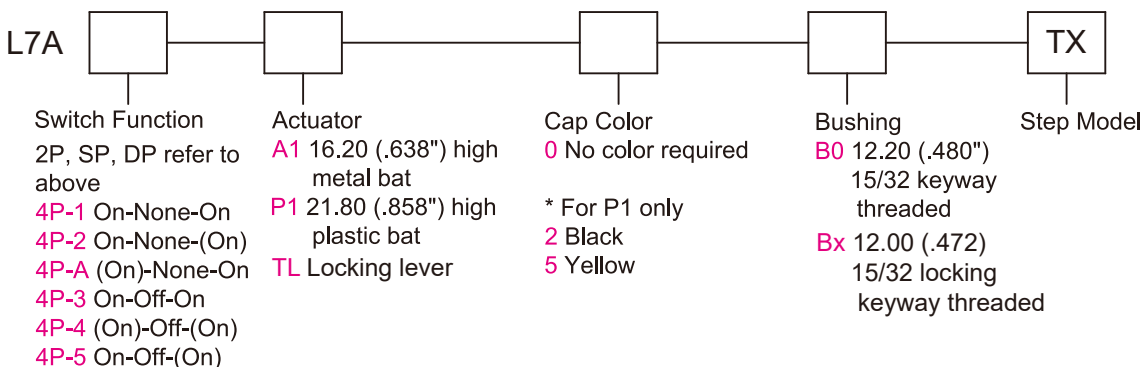 L7A
TX
Switch Function
2P, SP, DP refer to
above
4P-1 On-None-On
4P-2 On-None-(On)
4P-A (On)-None-On
4P-3 On-Off-On
4P-4 (On)-Off-(On)
4P-5 On-Off-(On)
Actuator
A1 16.20 (.638") high
metal bat
P1 21.80 (.858") high
plastic bat
TL Locking lever
Cap Color
0 No color required
* For P1 only
2 Black
5 Yellow
Bushing
B0 12.20 (.480")
15/32 keyway
threaded
Bx 12.00 (.472)
15/32 locking
keyway threaded
Step Model